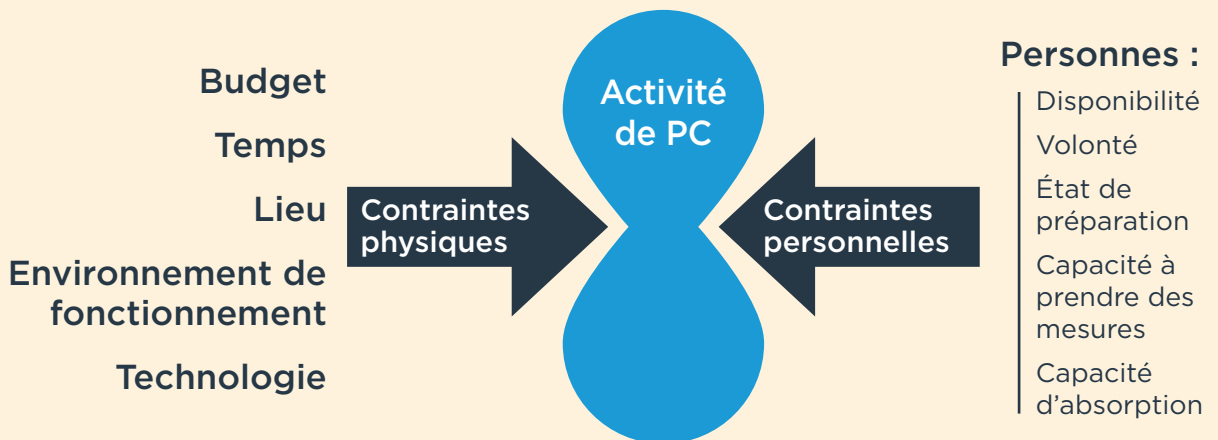 Budget
Temps
Lieu
Environnement de
fonctionnement
Technologie
Contraintes
physiques
Activité
de PC
Contraintes
personnelles
Personnes :
Disponibilité
Volonté
État de
préparation
Capacité à
prendre des
mesures
Capacité
d'absorption